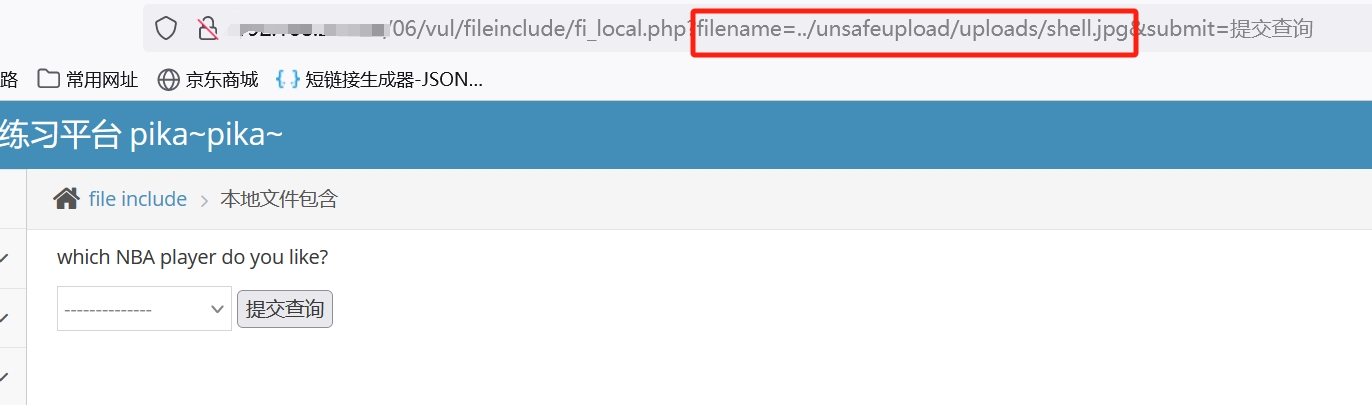 /06/vul/fileinclude/fi_local.php?filename=../unsafeupload/uploads/shell.jpg&submit=提交查询
路 常用网址 京东商城 { } 短链接生成器-JSON...
练习平台 pika~pika~
file include > 本地文件包含
which NBA player do you like?
-------------- 提交查询